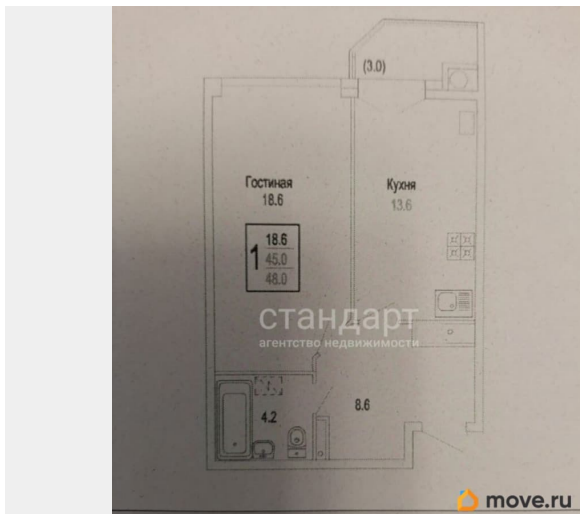 (3.0)
Гостиная
18.6
Кухня
13.6
1
18.6
45.0
48.0
стандарт
агентство недвижимости
4.2
8.6
move.ru